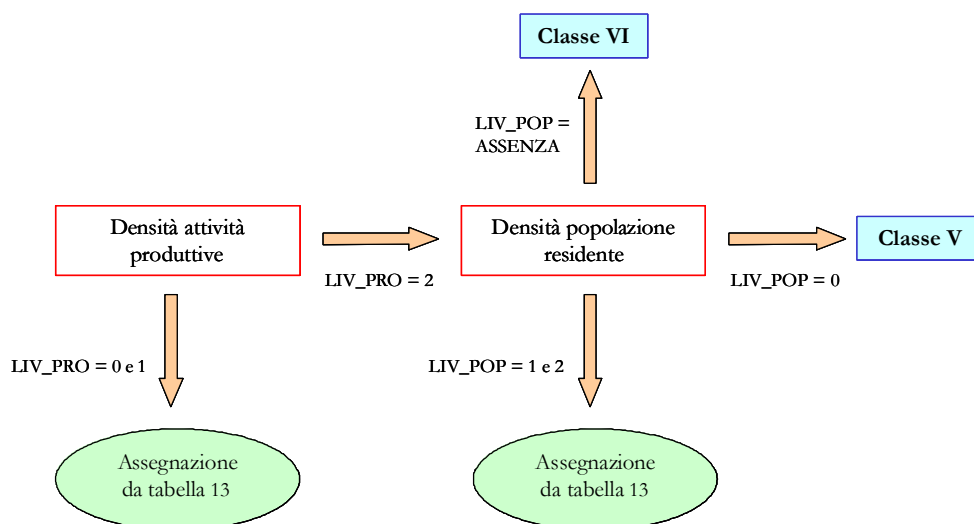 Classe VI
LIV_POP =
ASSENZA
Densità attività
produttive
Densità popolazione
residente
Classe V
LIV_PRO = 2
LIV_POP = 0
LIV_PRO = 0 e 1
LIV_POP = 1 e 2
Assegnazione
da tabella 13
Assegnazione
da tabella 13